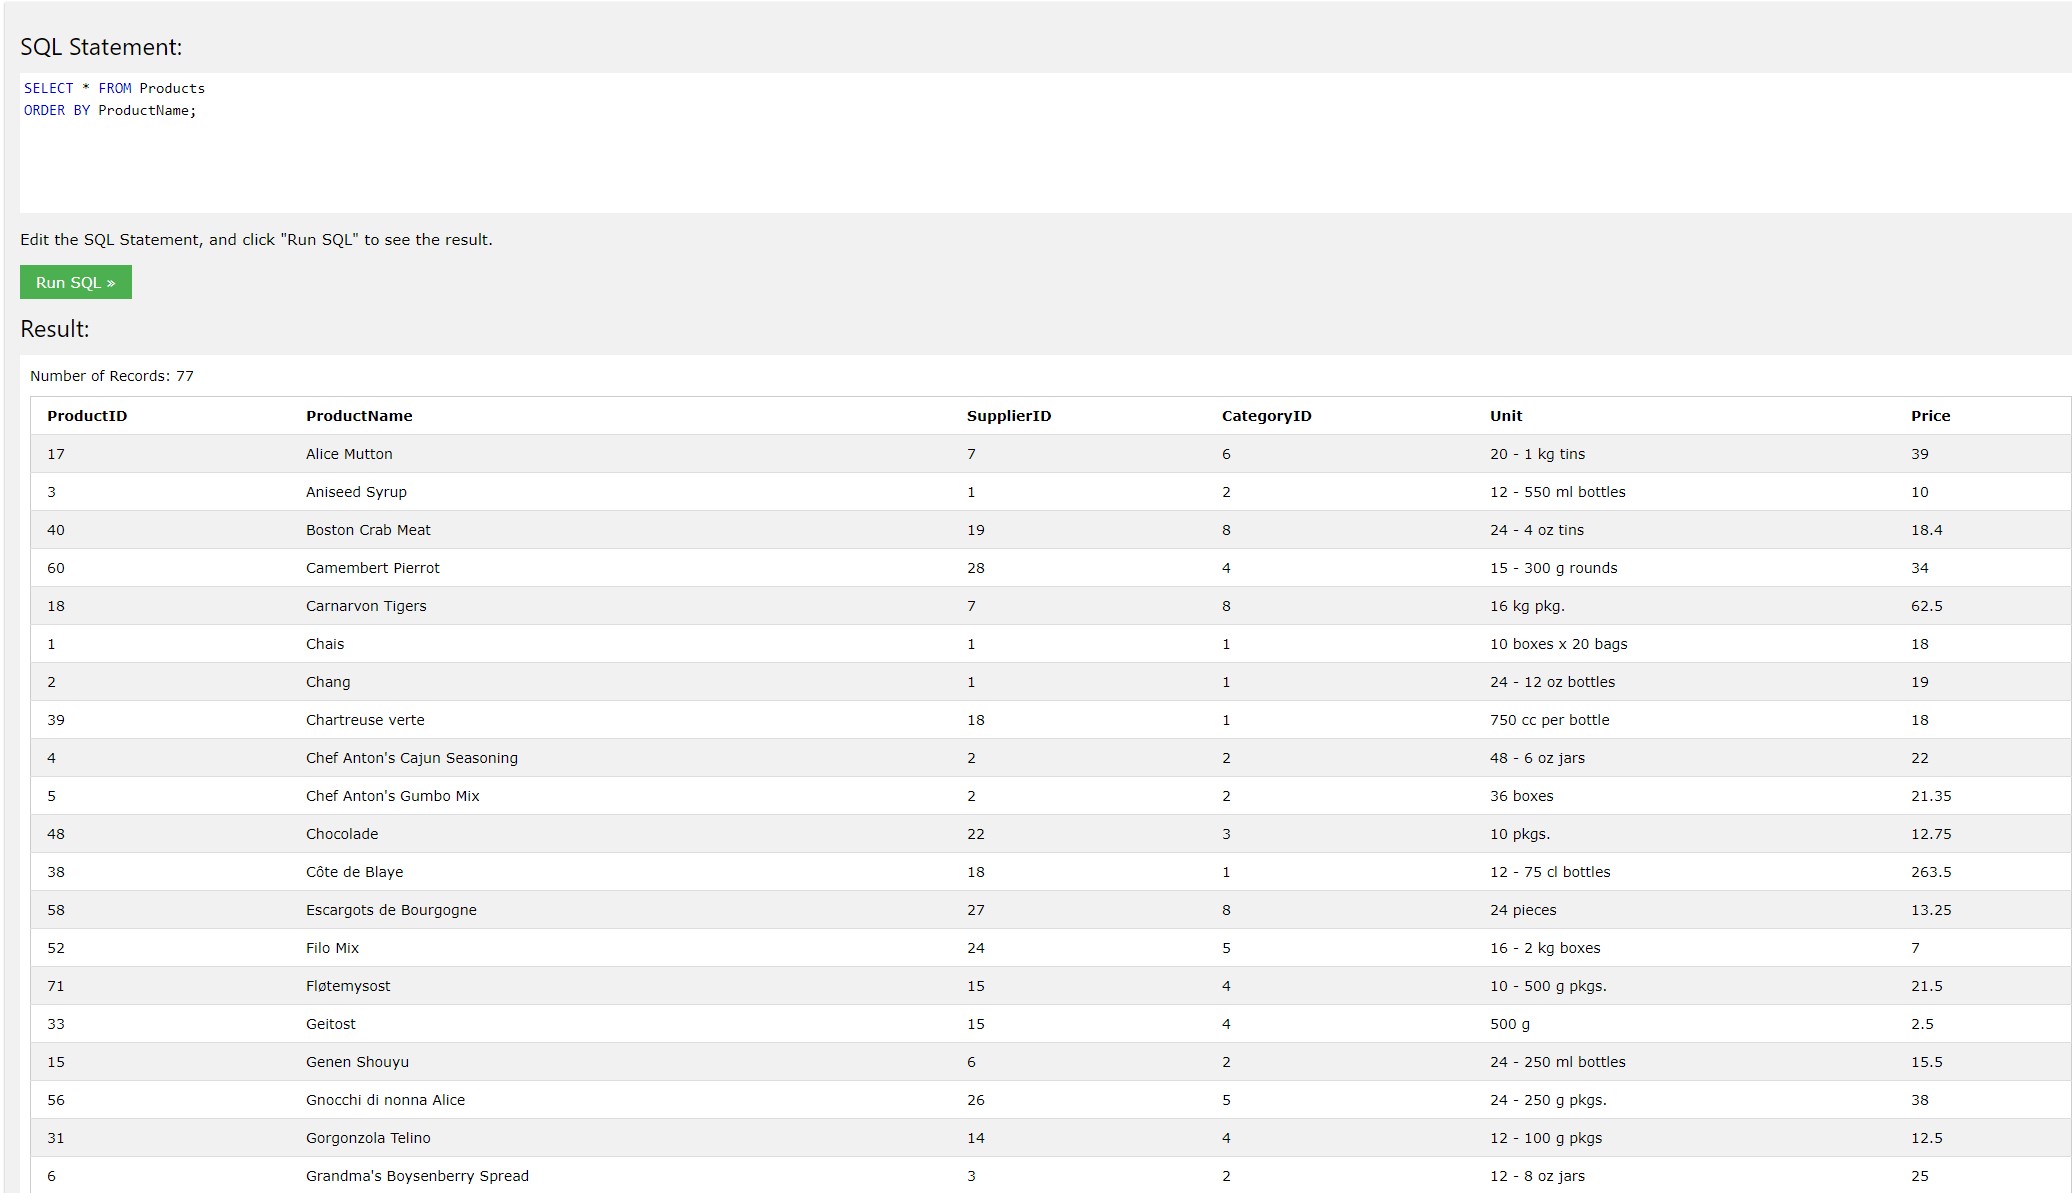 SQL Statement:
SELECT * FROM Products
ORDER BY ProductName;
Edit the SQL Statement, and click "Run SQL" to see the result.
Run SQL »
Result:
Number of Records: 77
ProductID ProductName SupplierID CategoryID Unit Price
17 Alice Mutton 7 6 20 - 1 kg tins 39
3 Aniseed Syrup 1 2 12 - 550 ml bottles 10
40 Boston Crab Meat 19 8 24 - 4 oz tins 18.4
60 Camembert Pierrot 28 4 15 - 300 g rounds 34
18 Carnarvon Tigers 7 8 16 kg pkg. 62.5
1 Chais 1 1 10 boxes x 20 bags 18
2 Chang 1 1 24 - 12 oz bottles 19
39 Chartreuse verte 18 1 750 cc per bottle 18
4 Chef Anton's Cajun Seasoning 2 2 48 - 6 oz jars 22
5 Chef Anton's Gumbo Mix 2 2 36 boxes 21.35
48 Chocolade 22 3 10 pkgs. 12.75
38 Côte de Blaye 18 1 12 - 75 cl bottles 263.5
58 Escargots de Bourgogne 27 8 24 pieces 13.25
52 Filo Mix 24 5 16 - 2 kg boxes 7
71 Fløtemysost 15 4 10 - 500 g pkgs. 21.5
33 Geitost 15 4 500 g 2.5
15 Genen Shouyu 6 2 24 - 250 ml bottles 15.5
56 Gnocchi di nonna Alice 26 5 24 - 250 g pkgs. 38
31 Gorgonzola Telino 14 4 12 - 100 g pkgs 12.5
6 Grandma's Boysenberry Spread 3 2 12 - 8 oz jars 25